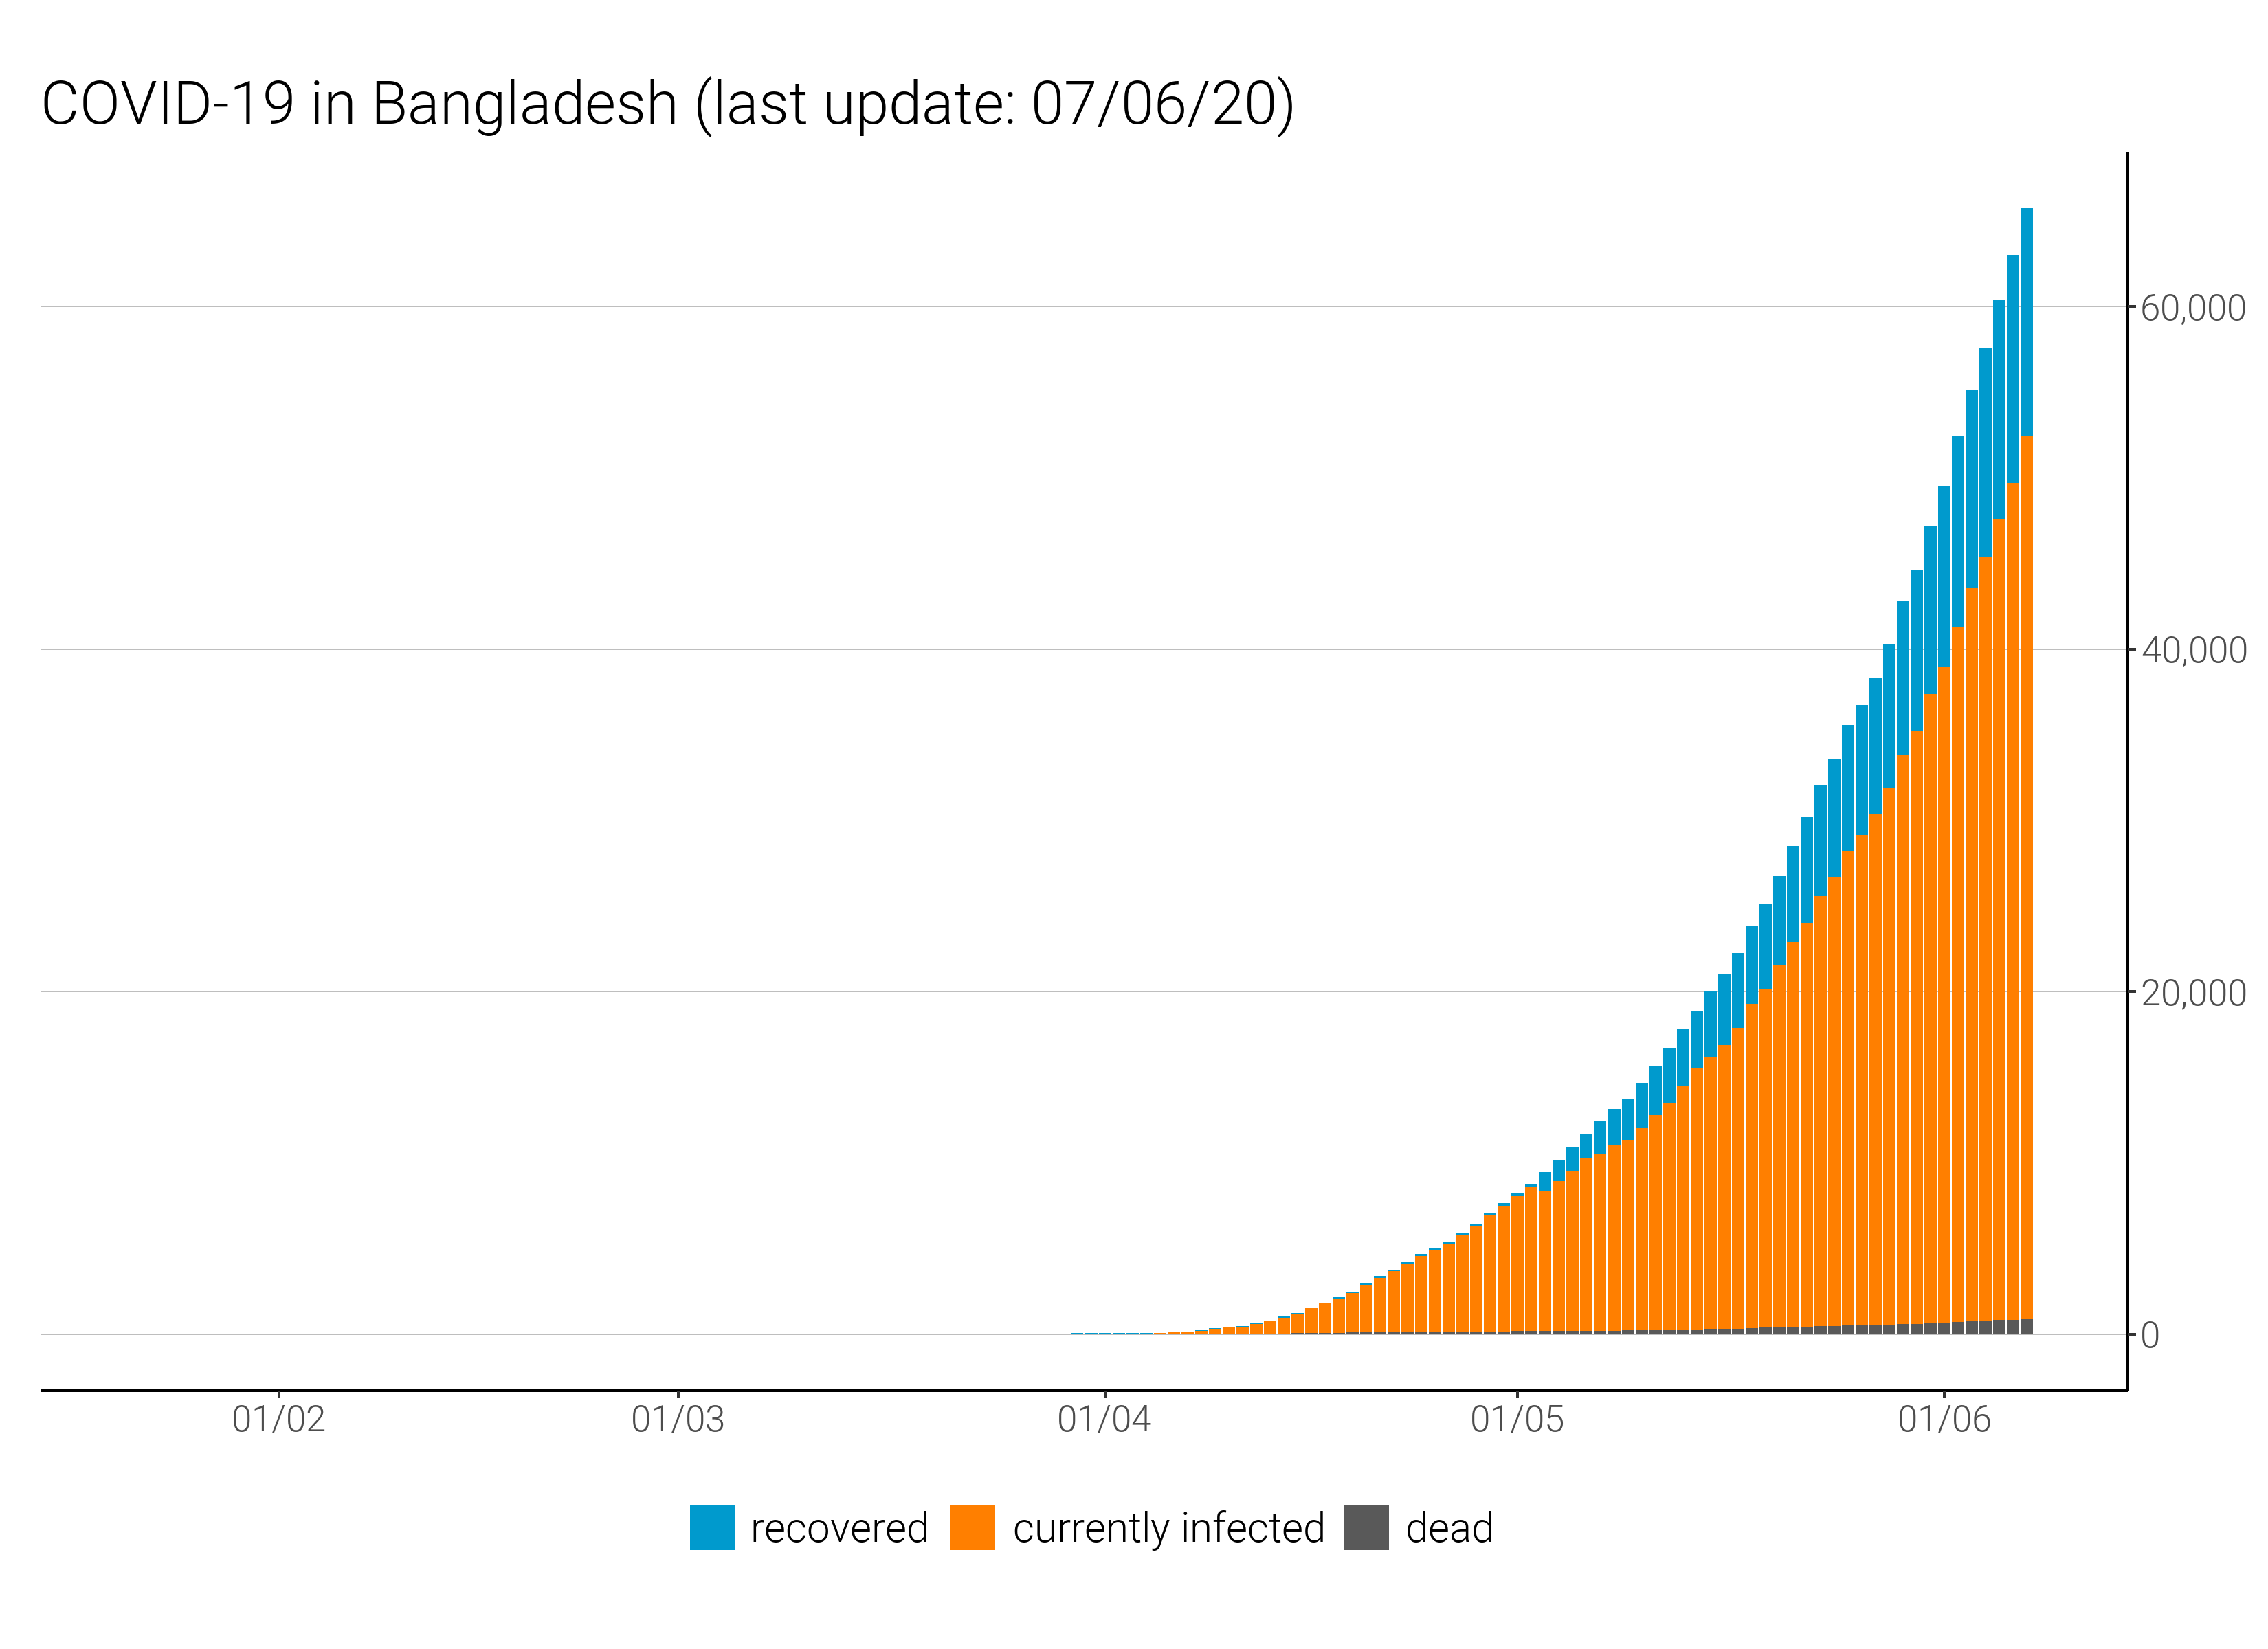 COVID-19 in Bangladesh (last update: 07/06/20)
60,000
40,000
20,000
0
01/02 01/03 01/04 01/05 01/06
recovered currently infected dead